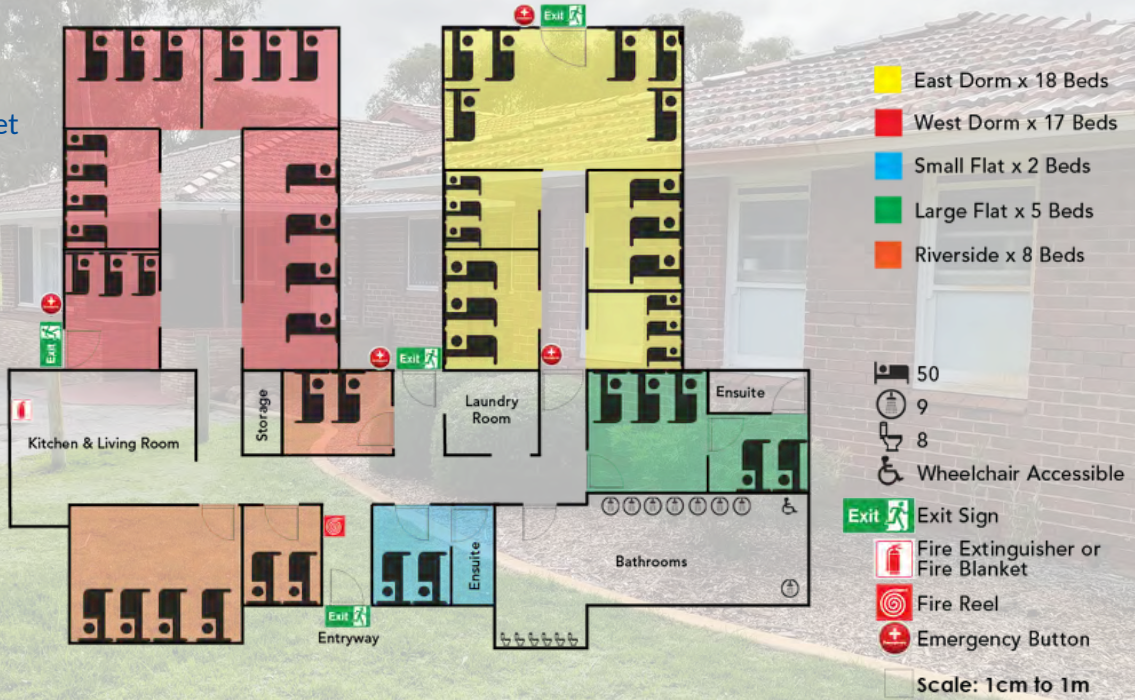 et
Exit
East Dorm x 18 Beds
West Dorm x 17 Beds
Small Flat x 2 Beds
Large Flat x 5 Beds
Riverside x 8 Beds
Exit
Exit
Storage
Laundry
Room
Ensuite
Kitchen & Living Room
50
9
8
Wheelchair Accessible
Ensuite
Bathrooms
Exit
Entryway
Exit
Exit Sign
Fire Extinguisher or
Fire Blanket
Fire Reel
Emergency Button
Scale: 1cm to 1m